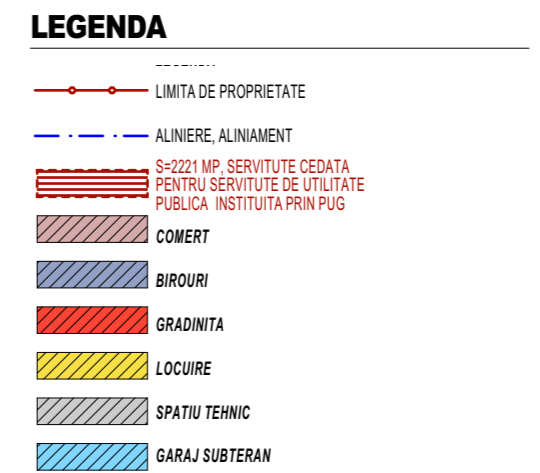 LEGENDA
LIMITA DE PROPRIETATE
ALINIERE, ALINIAMENT
S=2221 MP, SERVITUTE CEDATA
PENTRU SERVITUTE DE UTILITATE
PUBLICA INSTITUITA PRIN PUG
COMERT
BIROURI
GRADINITA
LOCUIRE
SPATIU TEHNIC
GARAJ SUBTERAN